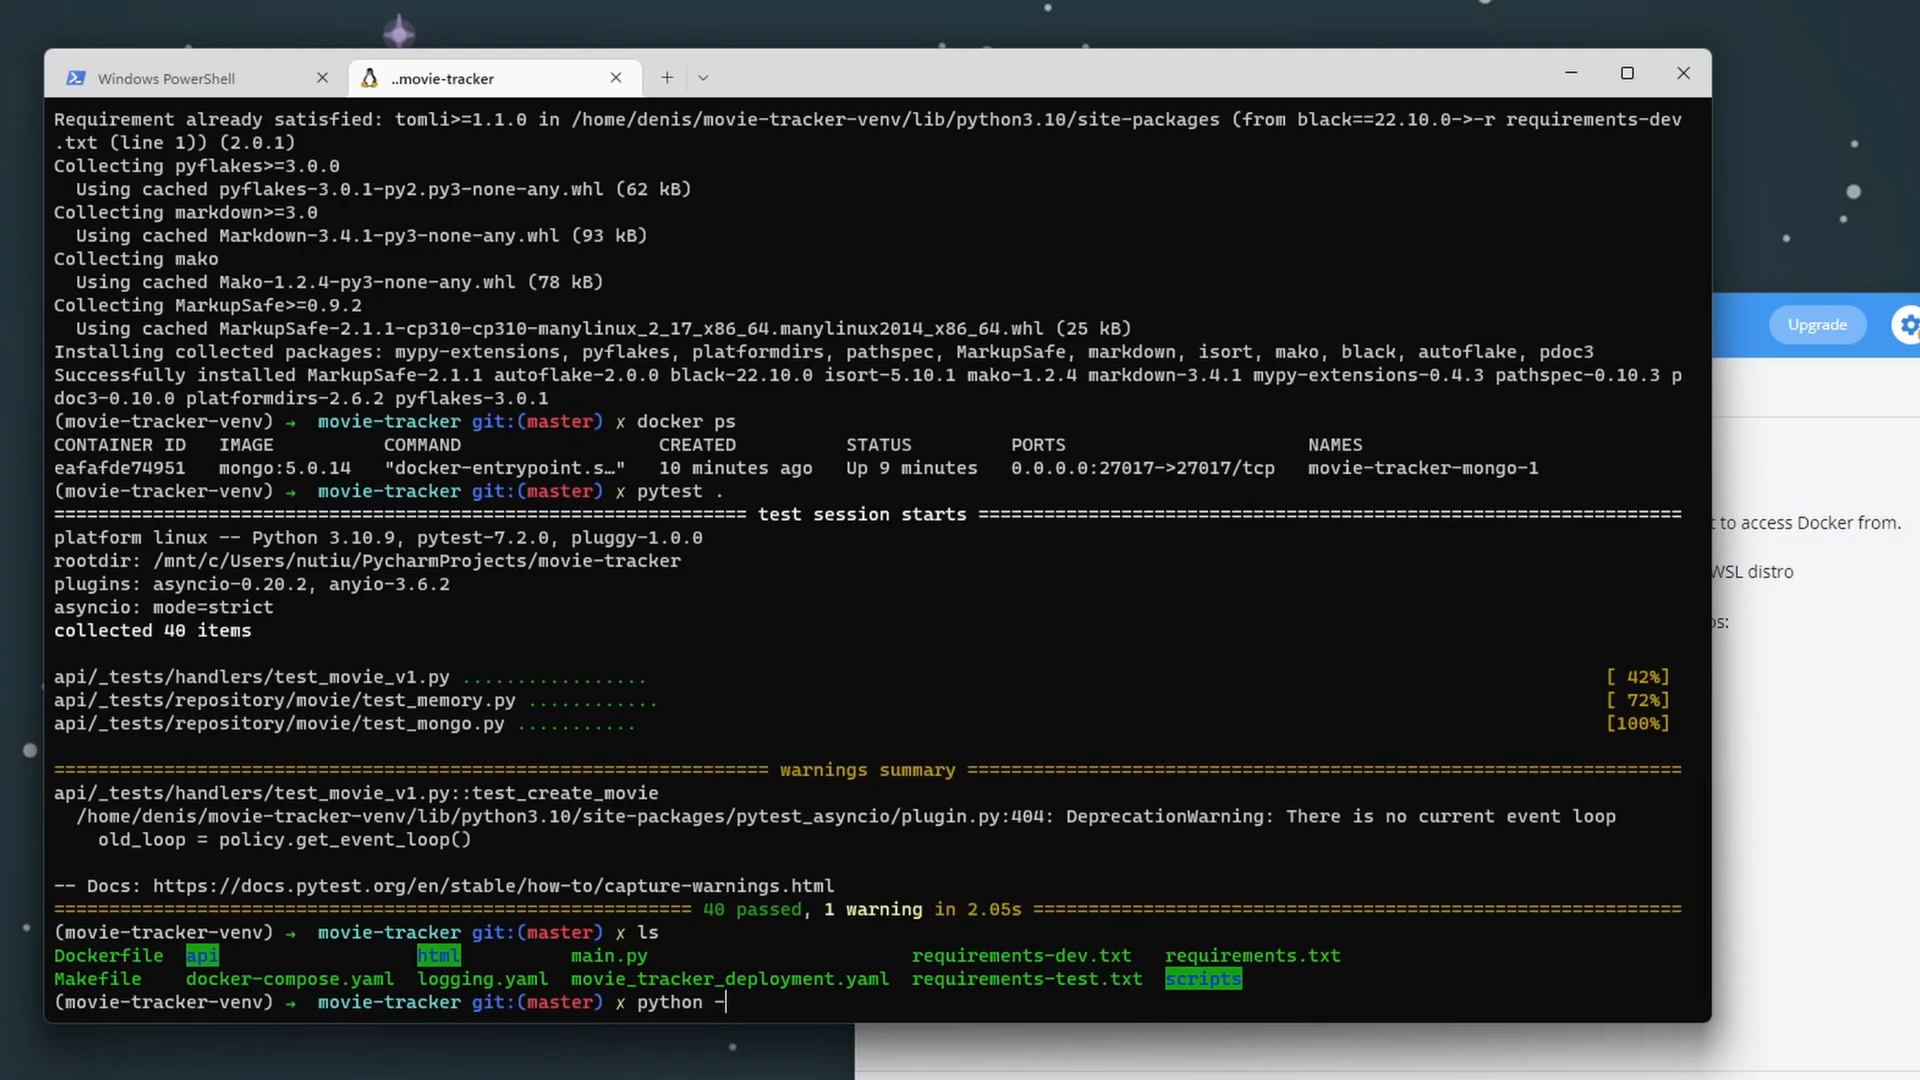 Windows PowerShell
..movie-tracker
Requirement already satisfied: tomli>=1.1.0 in /home/denis/movie-tracker-venv/lib/python3.10/site-packages (from black==22.10.0->-r requirements-dev
.txt (line 1)) (2.0.1)
Collecting pyflakes>=3.0.0
  Using cached pyflakes-3.0.1-py2.py3-none-any.whl (62 kB)
Collecting markdown>=3.0
  Using cached Markdown-3.4.1-py3-none-any.whl (93 kB)
Collecting mako
  Using cached Mako-1.2.4-py3-none-any.whl (78 kB)
Collecting MarkupSafe>=0.9.2
  Using cached MarkupSafe-2.1.1-cp310-cp310-manylinux_2_17_x86_64.manylinux2014_x86_64.whl (25 kB)
Installing collected packages: mypy-extensions, pyflakes, platformdirs, pathspec, MarkupSafe, markdown, isort, mako, black, autoflake, pdoc3
Successfully installed MarkupSafe-2.1.1 autoflake-2.0.0 black-22.10.0 isort-5.10.1 mako-1.2.4 markdown-3.4.1 mypy-extensions-0.4.3 pathspec-0.10.3 p
doc3-0.10.0 platformdirs-2.6.2 pyflakes-3.0.1
(movie-tracker-venv) → movie-tracker git:(master) ✗ docker ps
CONTAINER ID   IMAGE          COMMAND                  CREATED          STATUS         PORTS                      NAMES
eafafde74951   mongo:5.0.14   "docker-entrypoint.s…"   10 minutes ago   Up 9 minutes   0.0.0.0:27017->27017/tcp   movie-tracker-mongo-1
(movie-tracker-venv) → movie-tracker git:(master) ✗ pytest .
=============================================================== test session starts ================================================================
platform linux -- Python 3.10.9, pytest-7.2.0, pluggy-1.0.0
rootdir: /mnt/c/Users/nutiu/PycharmProjects/movie-tracker
plugins: asyncio-0.20.2, anyio-3.6.2
asyncio: mode=strict
collected 40 items
api/_tests/handlers/test_movie_v1.py ................. [ 42%]
api/_tests/repository/movie/test_memory.py ............ [ 72%]
api/_tests/repository/movie/test_mongo.py ........... [100%]
================================================================= warnings summary =================================================================
api/_tests/handlers/test_movie_v1.py::test_create_movie
  /home/denis/movie-tracker-venv/lib/python3.10/site-packages/pytest_asyncio/plugin.py:404: DeprecationWarning: There is no current event loop
    old_loop = policy.get_event_loop()
-- Docs: https://docs.pytest.org/en/stable/how-to/capture-warnings.html
========================================================== 40 passed, 1 warning in 2.05s ===========================================================
(movie-tracker-venv) → movie-tracker git:(master) ✗ ls
Dockerfile  api                  html          main.py                        requirements-dev.txt   requirements.txt
Makefile    docker-compose.yaml  logging.yaml  movie_tracker_deployment.yaml  requirements-test.txt  scripts
(movie-tracker-venv) → movie-tracker git:(master) ✗ python -
Upgrade
to access Docker from.
WSL distro